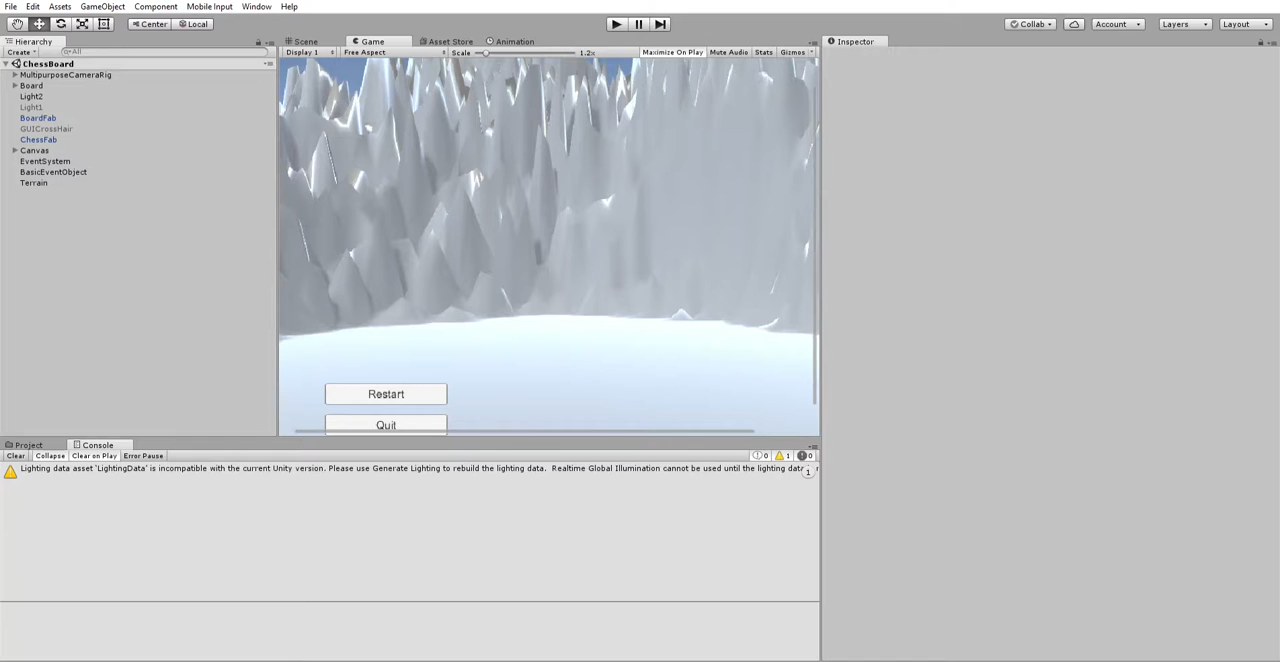 File Edit Assets GameObject Component Mobile Input Window Help
Center Local Collab Account Layers Layout
Hierarchy Scene Game Asset Store Animation Inspector
Create All Display 1 Free Aspect Scale 1.2x Maximize On Play Mute Audio Stats Gizmos
ChessBoard
MultipurposeCameraRig
Board
Light2
Light1
BoardFab
GUICrossHair
ChessFab
Canvas
EventSystem
BasicEventObject
Terrain
Restart
Quit
Project Console
Clear Collapse Clear on Play Error Pause 0 1 0
Lighting data asset 'LightingData' is incompatible with the current Unity version. Please use Generate Lighting to rebuild the lighting data. Realtime Global Illumination cannot be used until the lighting data
1